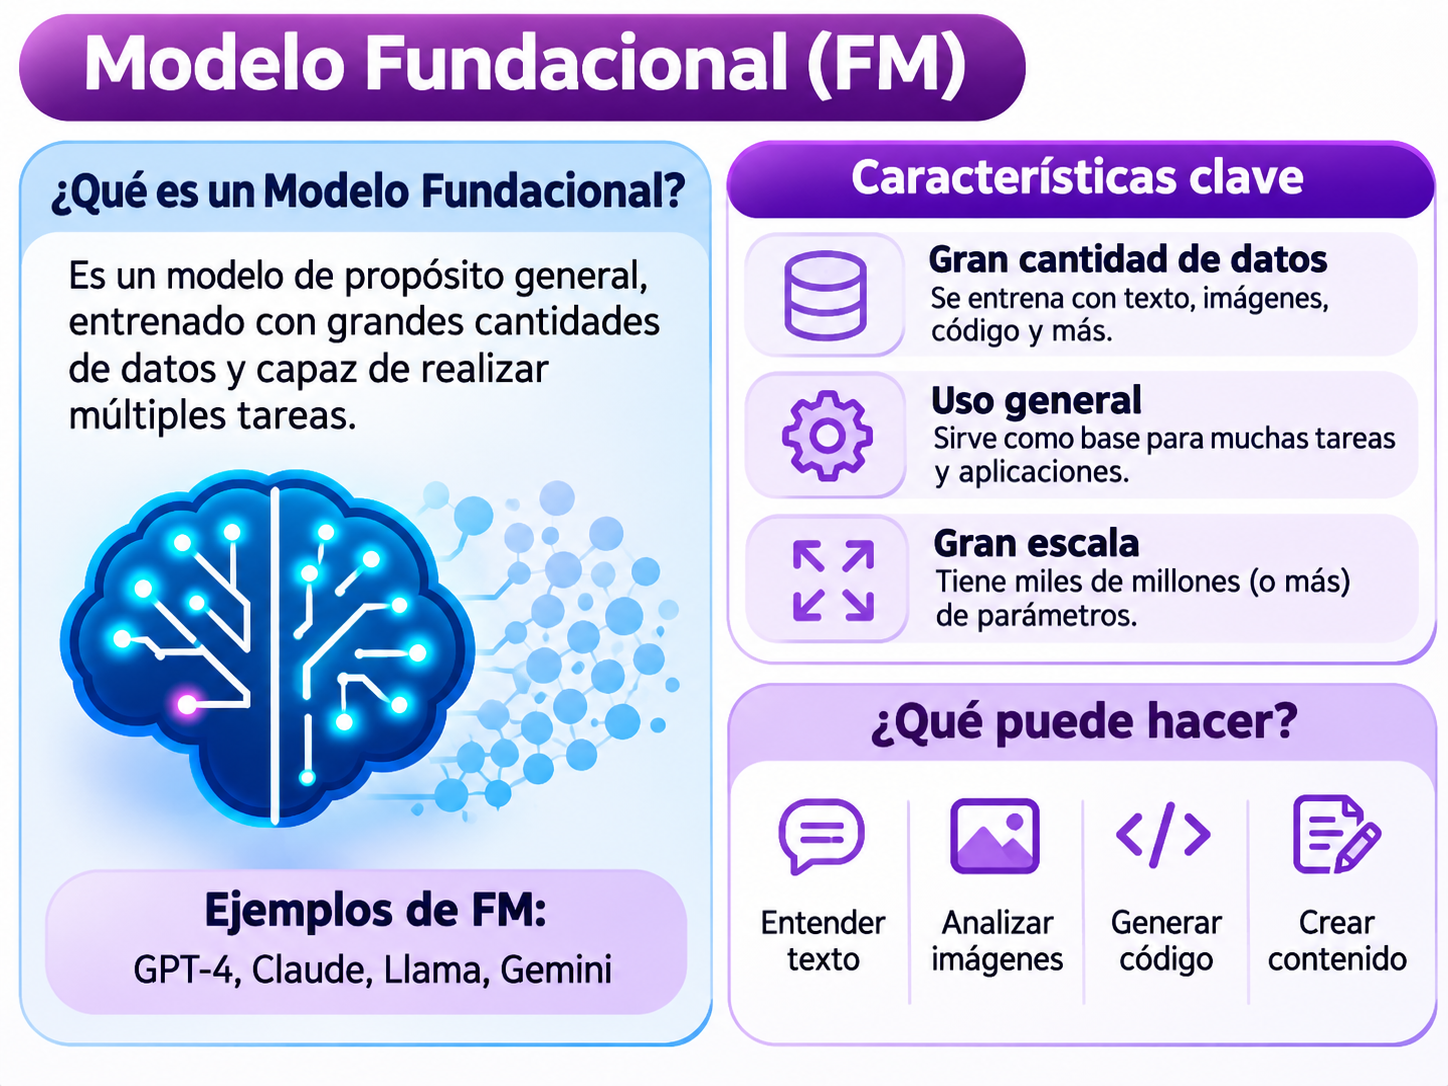 Modelo Fundacional (FM)
¿Qué es un Modelo Fundacional?
Es un modelo de propósito general,
entrenado con grandes cantidades
de datos y capaz de realizar
múltiples tareas.
Ejemplos de FM:
GPT-4, Claude, Llama, Gemini
Características clave
Gran cantidad de datos
Se entrena con texto, imágenes,
código y más.
Uso general
Sirve como base para muchas tareas
y aplicaciones.
Gran escala
Tiene miles de millones (o más)
de parámetros.
¿Qué puede hacer?
Entender
texto
Analizar
imágenes
Generar
código
Crear
contenido